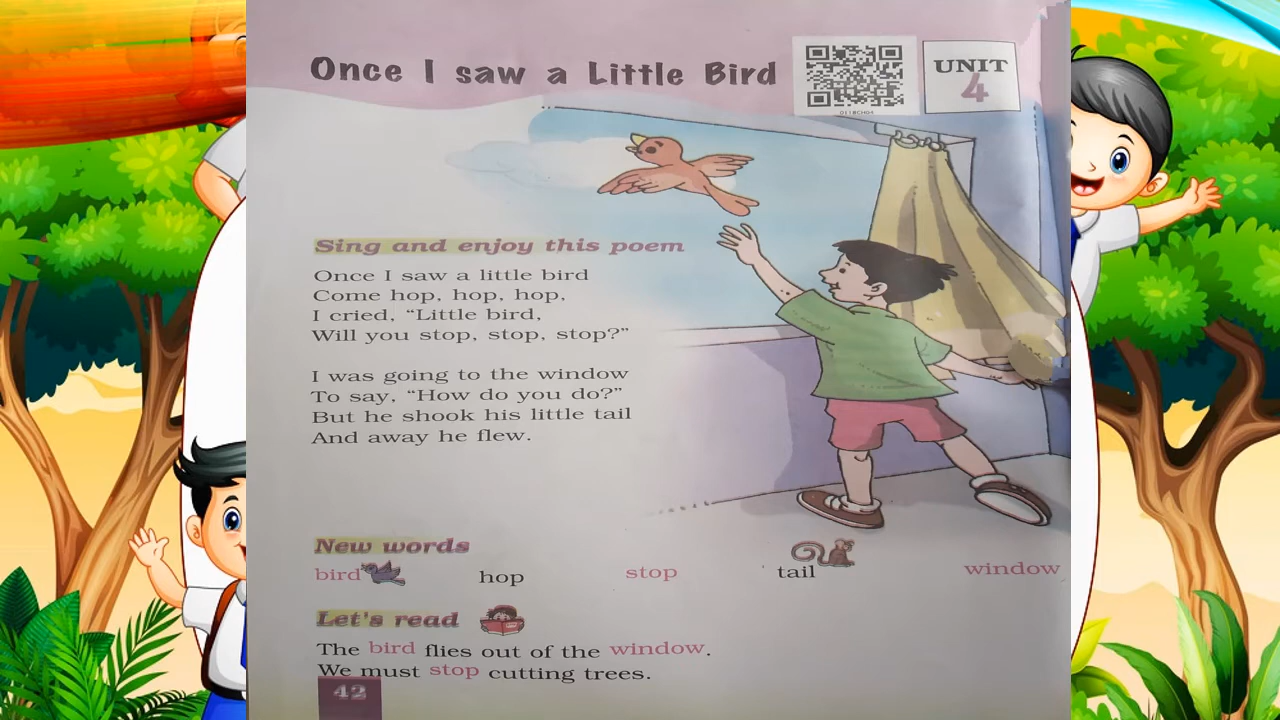 Once I saw a Little Bird
UNIT
4
Sing and enjoy this poem
Once I saw a little bird
Come hop, hop, hop,
I cried, “Little bird,
Will you stop, stop, stop?”
I was going to the window
To say, “How do you do?”
But he shook his little tail
And away he flew.
New words
bird hop stop tail window
Let's read
The bird flies out of the window.
We must stop cutting trees.
42